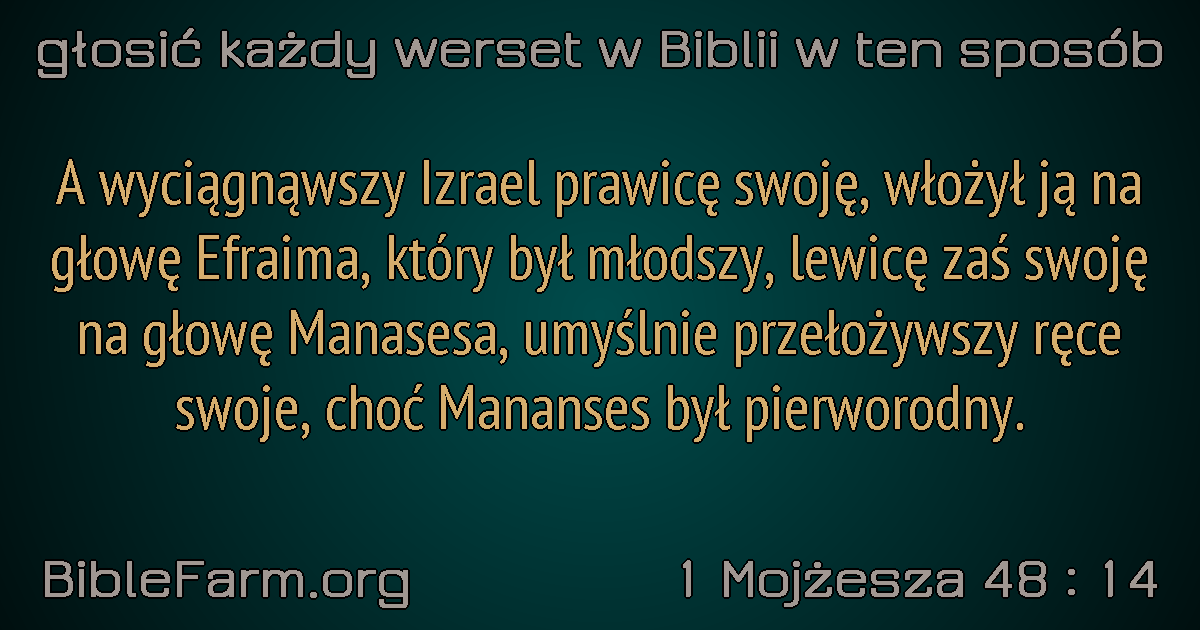 głosić każdy werset w Biblii w ten sposób
A wyciągnąwszy Izrael prawicę swoję, włożył ją na
głowę Efraima, który był młodszy, lewicę zaś swoję
na głowę Manasesa, umyślnie przełożywszy ręce
swoje, choć Mananses był pierworodny.
BibleFarm.org
1 Mojżesza 48 : 14